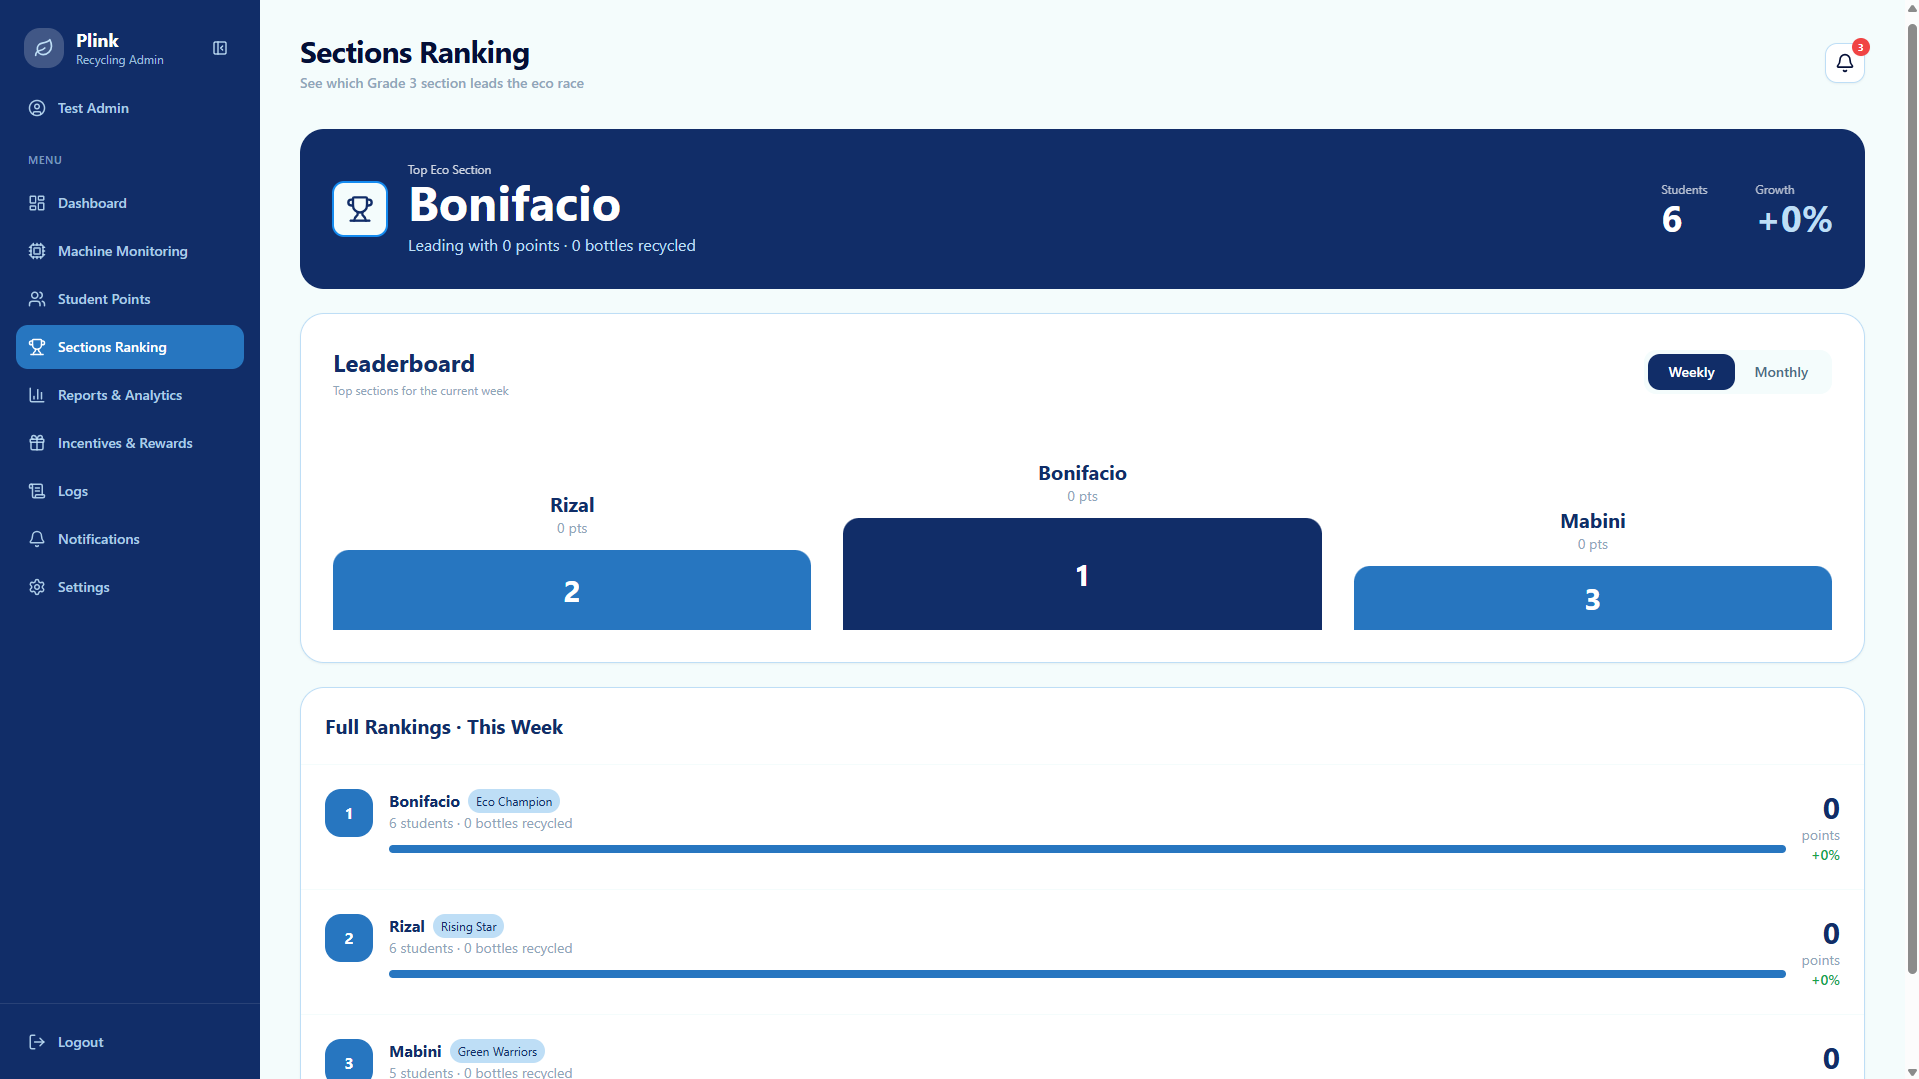 Plink
Recycling Admin
Test Admin
MENU
Dashboard
Machine Monitoring
Student Points
Sections Ranking
Reports & Analytics
Incentives & Rewards
Logs
Notifications
Settings
Logout
Sections Ranking
See which Grade 3 section leads the eco race
3
Top Eco Section
Bonifacio
Leading with 0 points · 0 bottles recycled
Students
6
Growth
+0%
Leaderboard
Top sections for the current week
Weekly
Monthly
Rizal
0 pts
2
Bonifacio
0 pts
1
Mabini
0 pts
3
Full Rankings · This Week
1
Bonifacio Eco Champion
6 students · 0 bottles recycled
0
points
+0%
2
Rizal Rising Star
6 students · 0 bottles recycled
0
points
+0%
3
Mabini Green Warriors
5 students · 0 bottles recycled
0